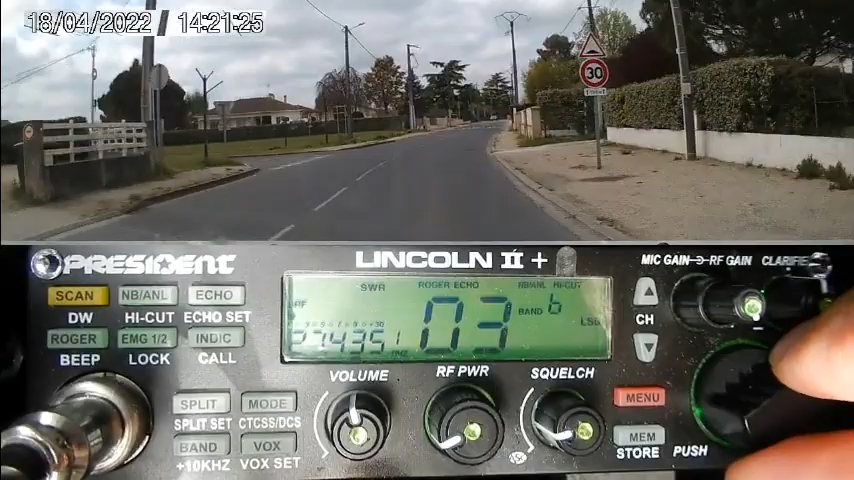 18/04/2022 14:21:25
30
PRESIDENT
LINCOLN II +
MIC GAIN RF GAIN CLARIFIE
SCAN NB/ANL ECHO
DW HI-CUT ECHO SET
ROGER EMG 1/2 INDIC
BEEP LOCK CALL
SWR ROGER ECHO NB/ANL HI-CUT
03 BAND b
27.4351
CH
VOLUME RF PWR SQUELCH
SPLIT MODE
SPLIT SET CTCSS/DCS
BAND VOX
+10KHZ VOX SET
MENU
MEM
STORE PUSH